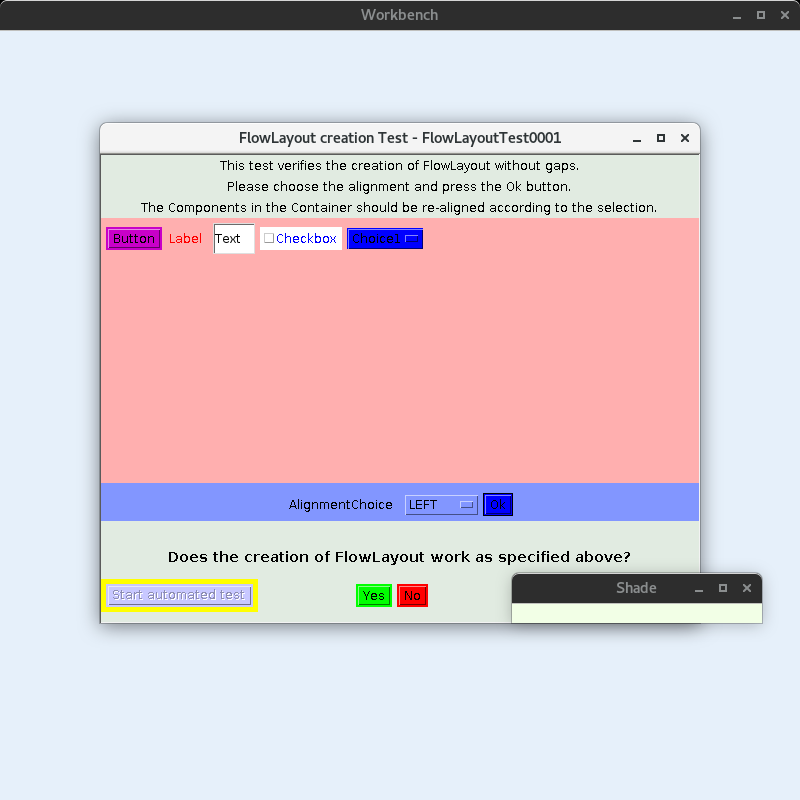 Workbench
FlowLayout creation Test - FlowLayoutTest0001
This test verifies the creation of FlowLayout without gaps.
Please choose the alignment and press the Ok button.
The Components in the Container should be re-aligned according to the selection.
Button Label Text Checkbox Choice1
AlignmentChoice LEFT Ok
Does the creation of FlowLayout work as specified above?
Start automated test Yes No
Shade